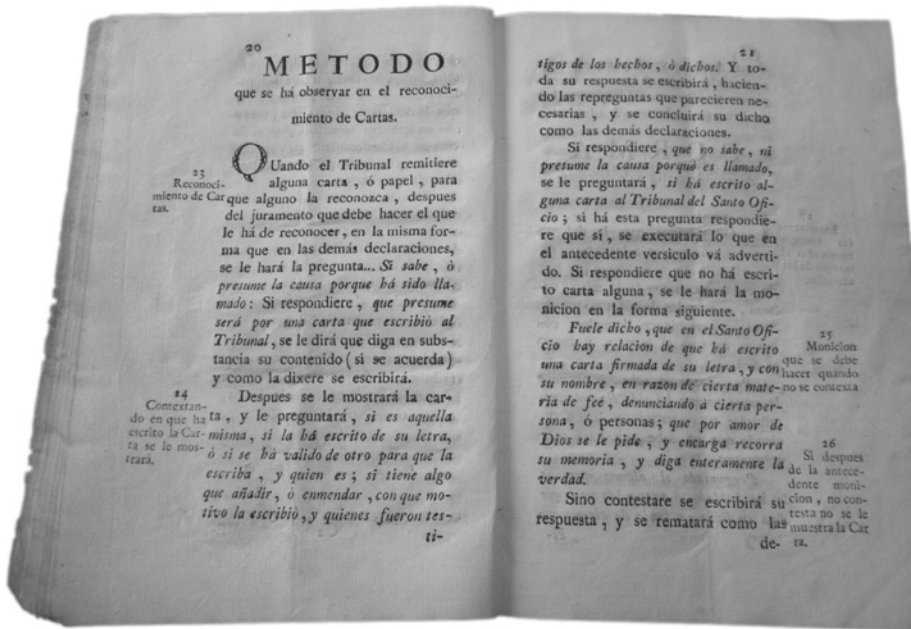 20
METODO
que se há observar en el reconoci-
miento de Cartas.
QUando el Tribunal remitiere
alguna carta , ó papel , para
que alguno la reconozca , despues
del juramento que debe hacer el que
le há de reconocer , en la misma for-
ma que en las demás declaraciones,
se le hará la pregunta... Si sabe , ò
presume la causa porque há sido lla-
mado : Si respondiere , que presume
será por una carta que escribiò al
Tribunal, se le dirá que diga en subs-
tancia su contenido ( si se acuerda )
y como la dixere se escribirá.
Despues se le mostrará la car-
ta , y le preguntará , si es aquella
misma, si la há escrito de su letra,
ò si se há valido de otro para que la
escriba , y quien es ; si tiene algo
que añadir , ò enmendar , con que mo-
tivo la escribiò , y quienes fueron tes-
ti-
23
Reconoci-
miento de Car
tas.
24
Contextan-
do en que ha
escrito la Car-
ta se le mos-
trará.
21
tigos de los hechos , ò dichos. Y to-
da su respuesta se escribirá , hacien-
do las repreguntas que parecieren ne-
cesarias , y se concluirá su dicho
como las demás declaraciones.
Si respondiere , que no sabe , ni
presume la causa porquè es llamado,
se le preguntará , si há escrito al-
guna carta al Tribunal del Santo Ofi-
cio ; si há esta pregunta respondie-
re que sí , se executará lo que en
el antecedente versiculo vá adverti-
do. Si respondiere que no há escri-
to carta alguna , se le hará la mo-
nicion en la forma siguiente.
Fuele dicho , que en el Santo Ofi-
cio hay relacion de que há escrito
una carta firmada de su letra , y con
su nombre , en razon de cierta mate-
ria de feé , denunciando à cierta per-
sona , ó personas ; que por amor de
Dios se le pide , y encarga recorra
su memoria , y diga enteramente la
verdad.
Sino contestare se escribirá su
respuesta , y se rematará como las
de-
25
Monicion
que se debe
hacer quando
no se contexta
26
Si despues
de la antece-
dente moni-
cion , no con-
testa no se le
muestra la Car
ta.